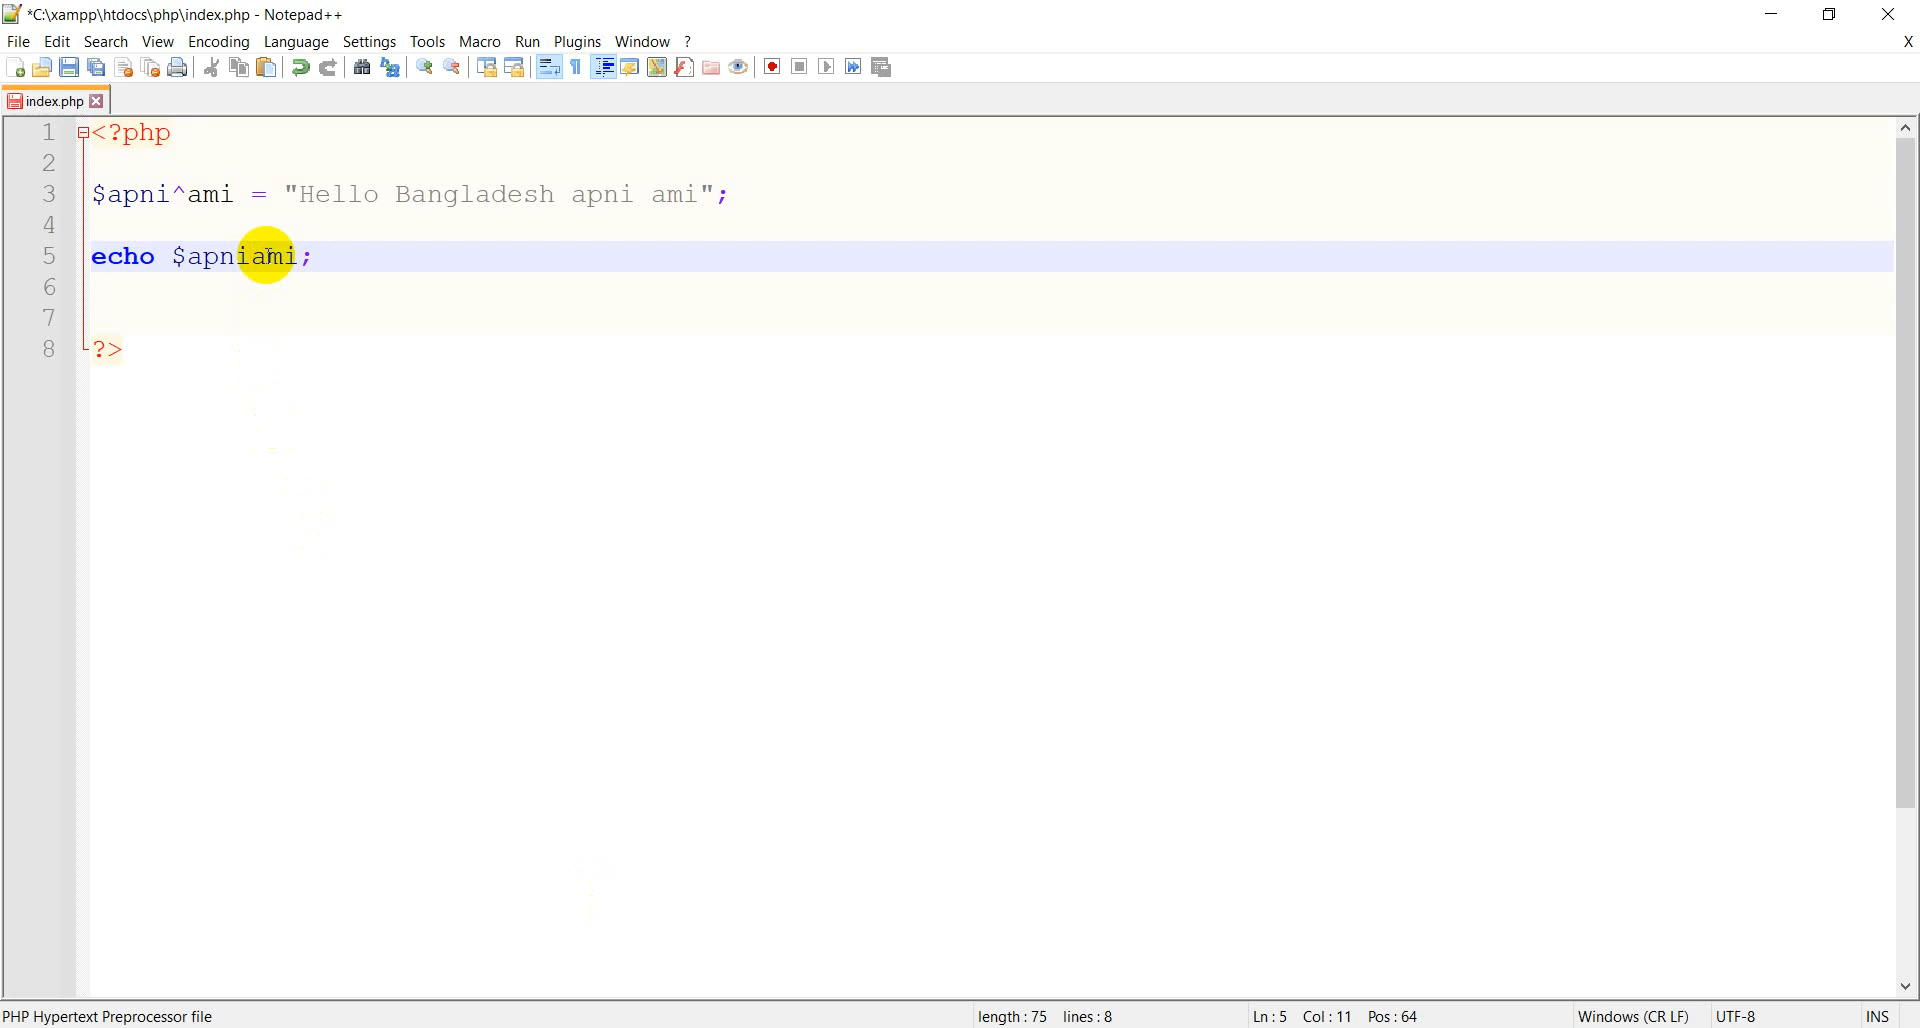 *C:\xampp\htdocs\php\index.php - Notepad++
File Edit Search View Encoding Language Settings Tools Macro Run Plugins Window ? X
index.php
1 <?php
2
3 $apni^ami = "Hello Bangladesh apni ami";
4
5 echo $apniami;
6
7
8 ?>
PHP Hypertext Preprocessor file length : 75 lines : 8 Ln : 5 Col : 11 Pos : 64 Windows (CR LF) UTF-8 INS